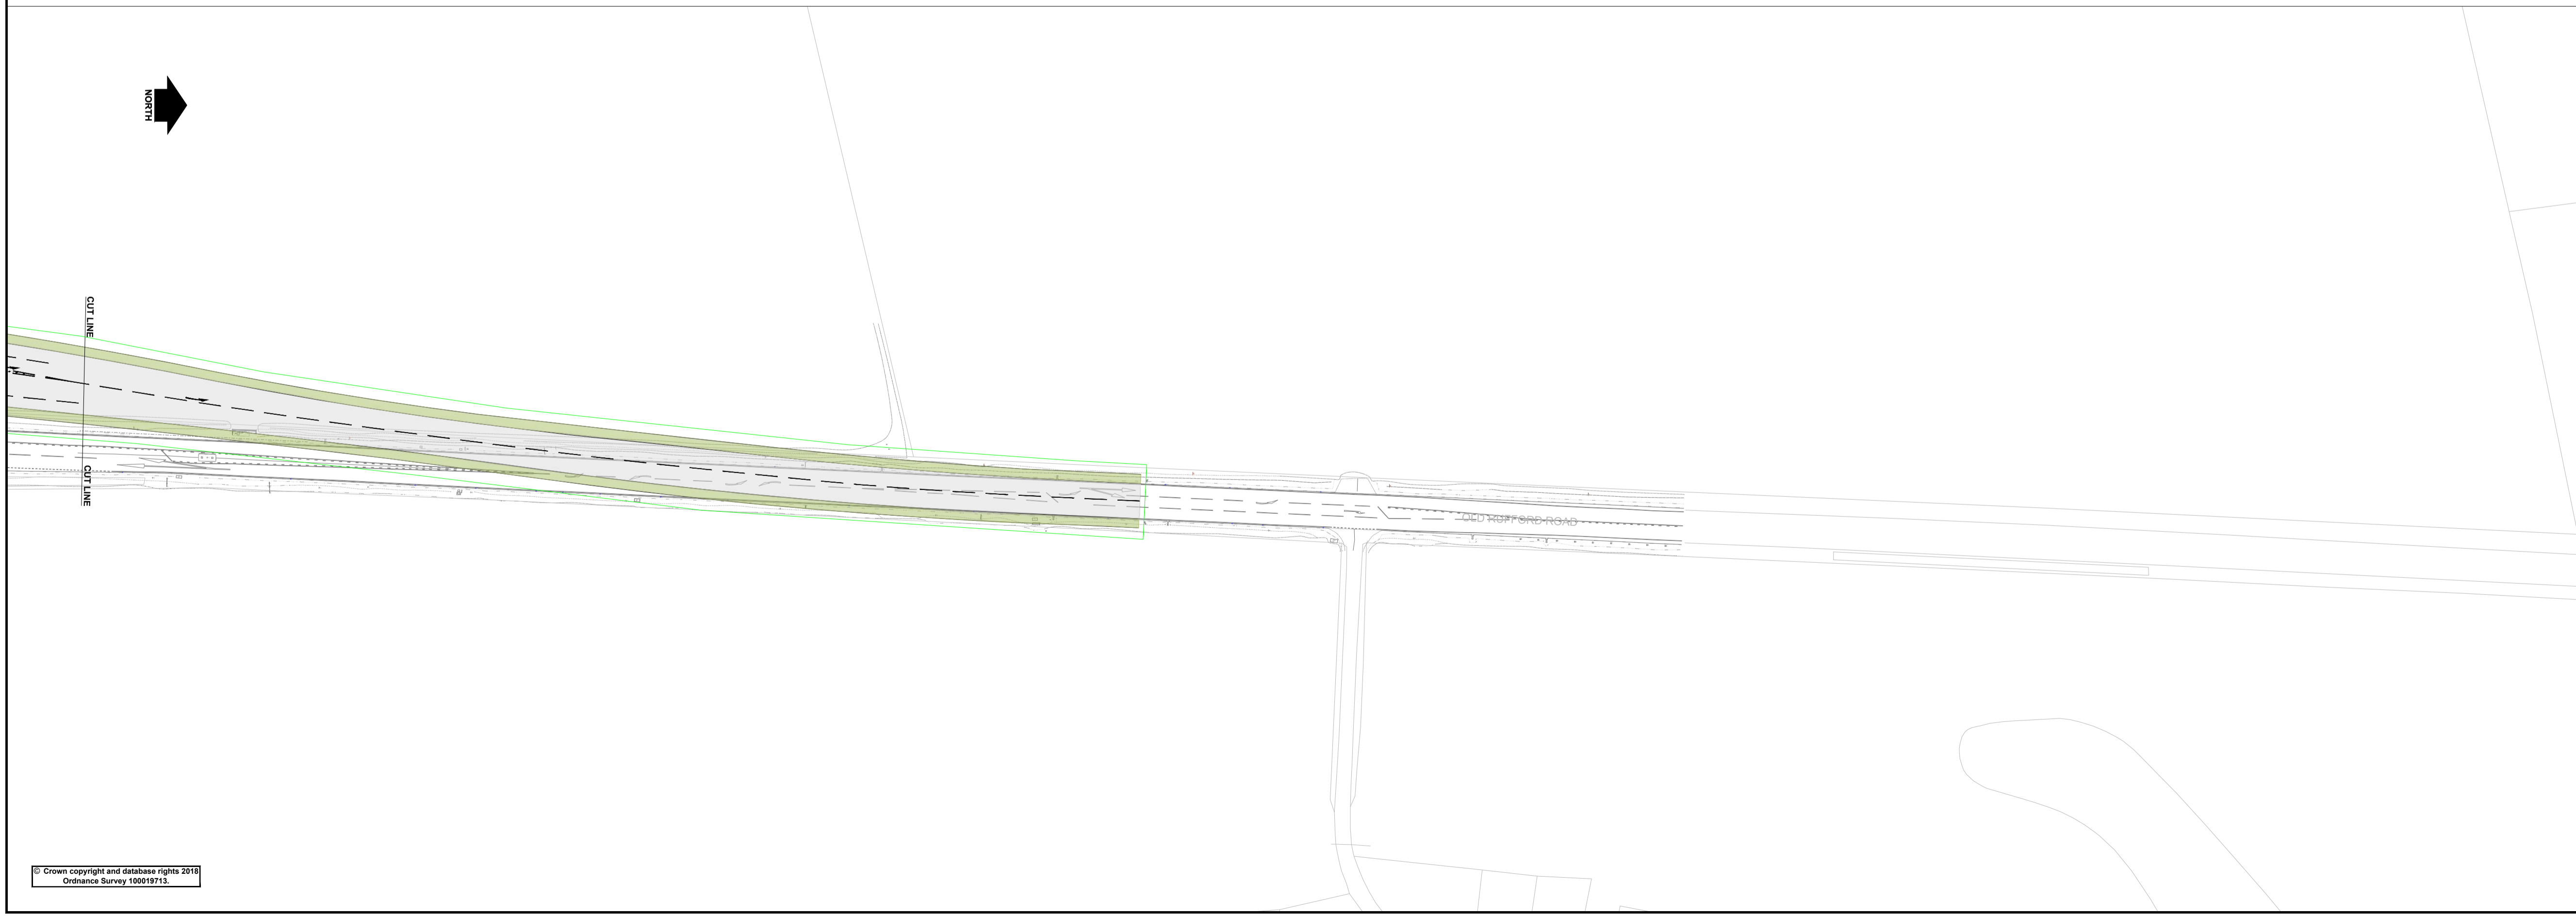 NORTH
CUT LINE
CUT LINE
OLD RUFFORD ROAD
© Crown copyright and database rights 2018
Ordnance Survey 100019713.